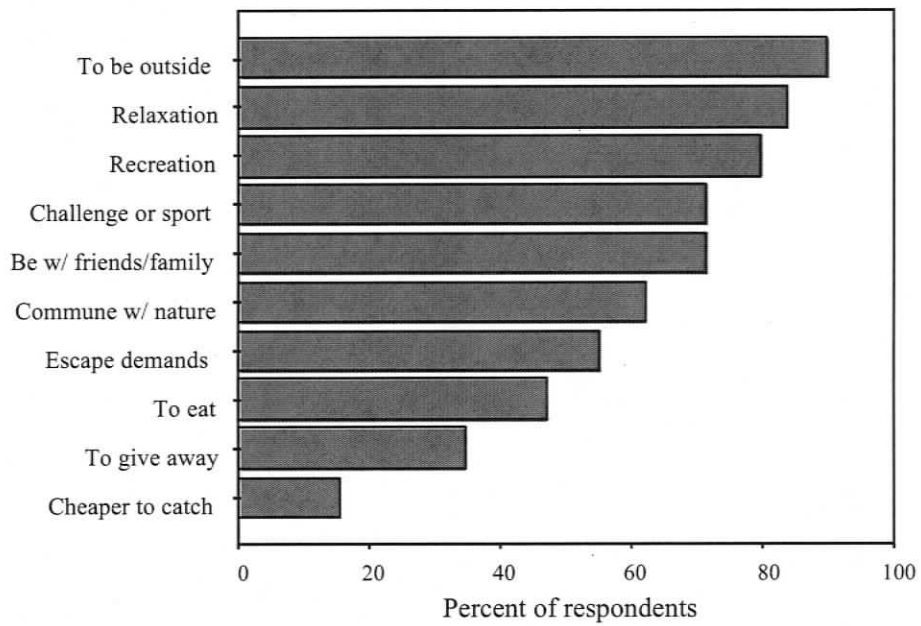 To be outside
Relaxation
Recreation
Challenge or sport
Be w/ friends/family
Commune w/ nature
Escape demands
To eat
To give away
Cheaper to catch
0 20 40 60 80 100
Percent of respondents